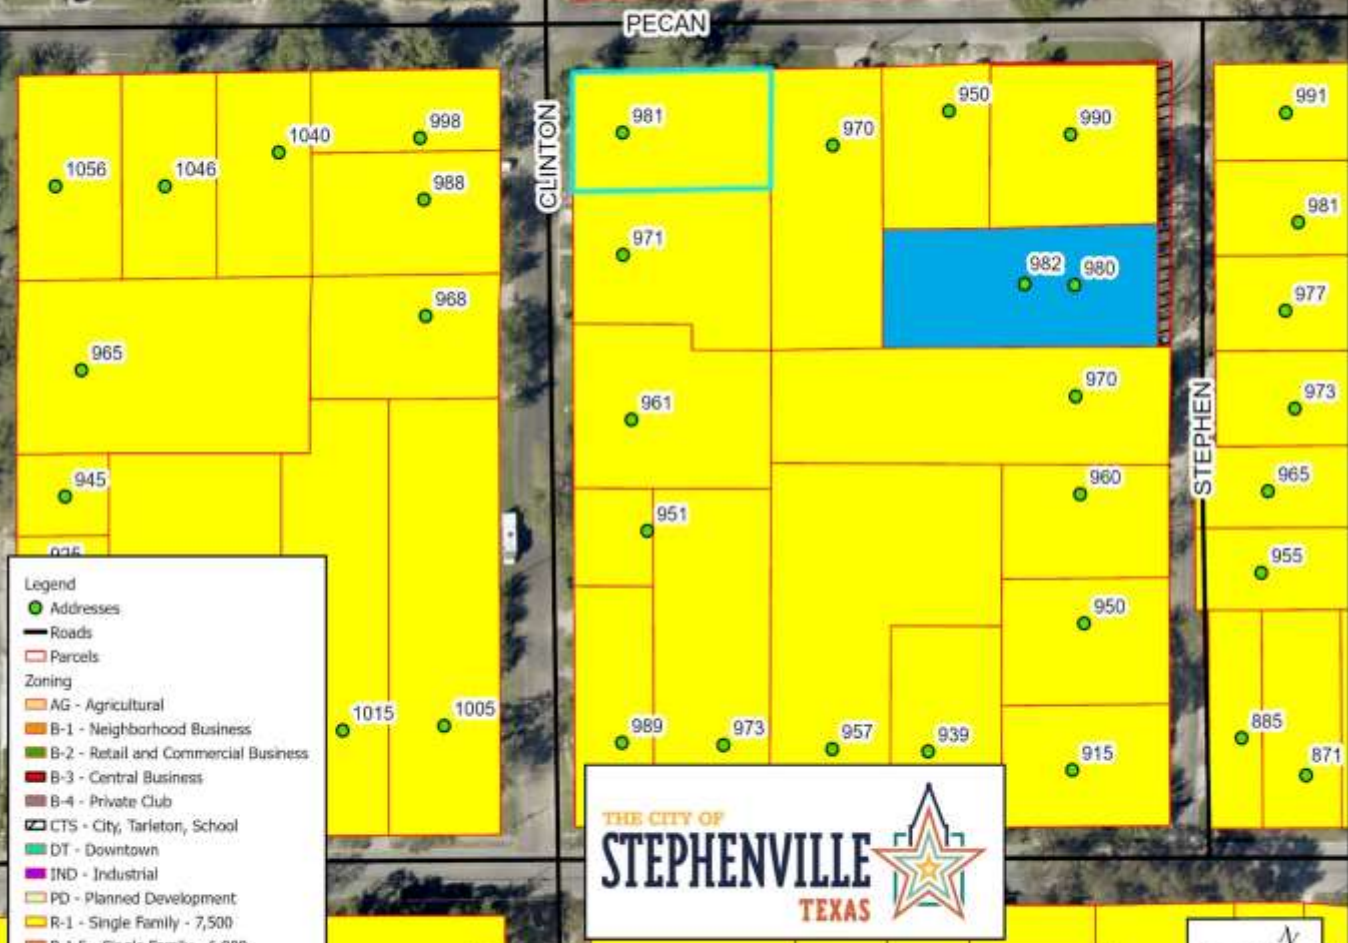 PECAN
CLINTON
STEPHEN
1056
1046
1040
998
988
968
965
945
1015
1005
981
970
950
990
971
982
980
961
970
951
960
950
989
973
957
939
915
991
981
977
973
965
955
885
871
Legend
Addresses
Roads
Parcels
Zoning
AG - Agricultural
B-1 - Neighborhood Business
B-2 - Retail and Commercial Business
B-3 - Central Business
B-4 - Private Club
CTS - City, Tarleton, School
DT - Downtown
IND - Industrial
PD - Planned Development
R-1 - Single Family - 7,500
THE CITY OF
STEPHENVILLE
TEXAS